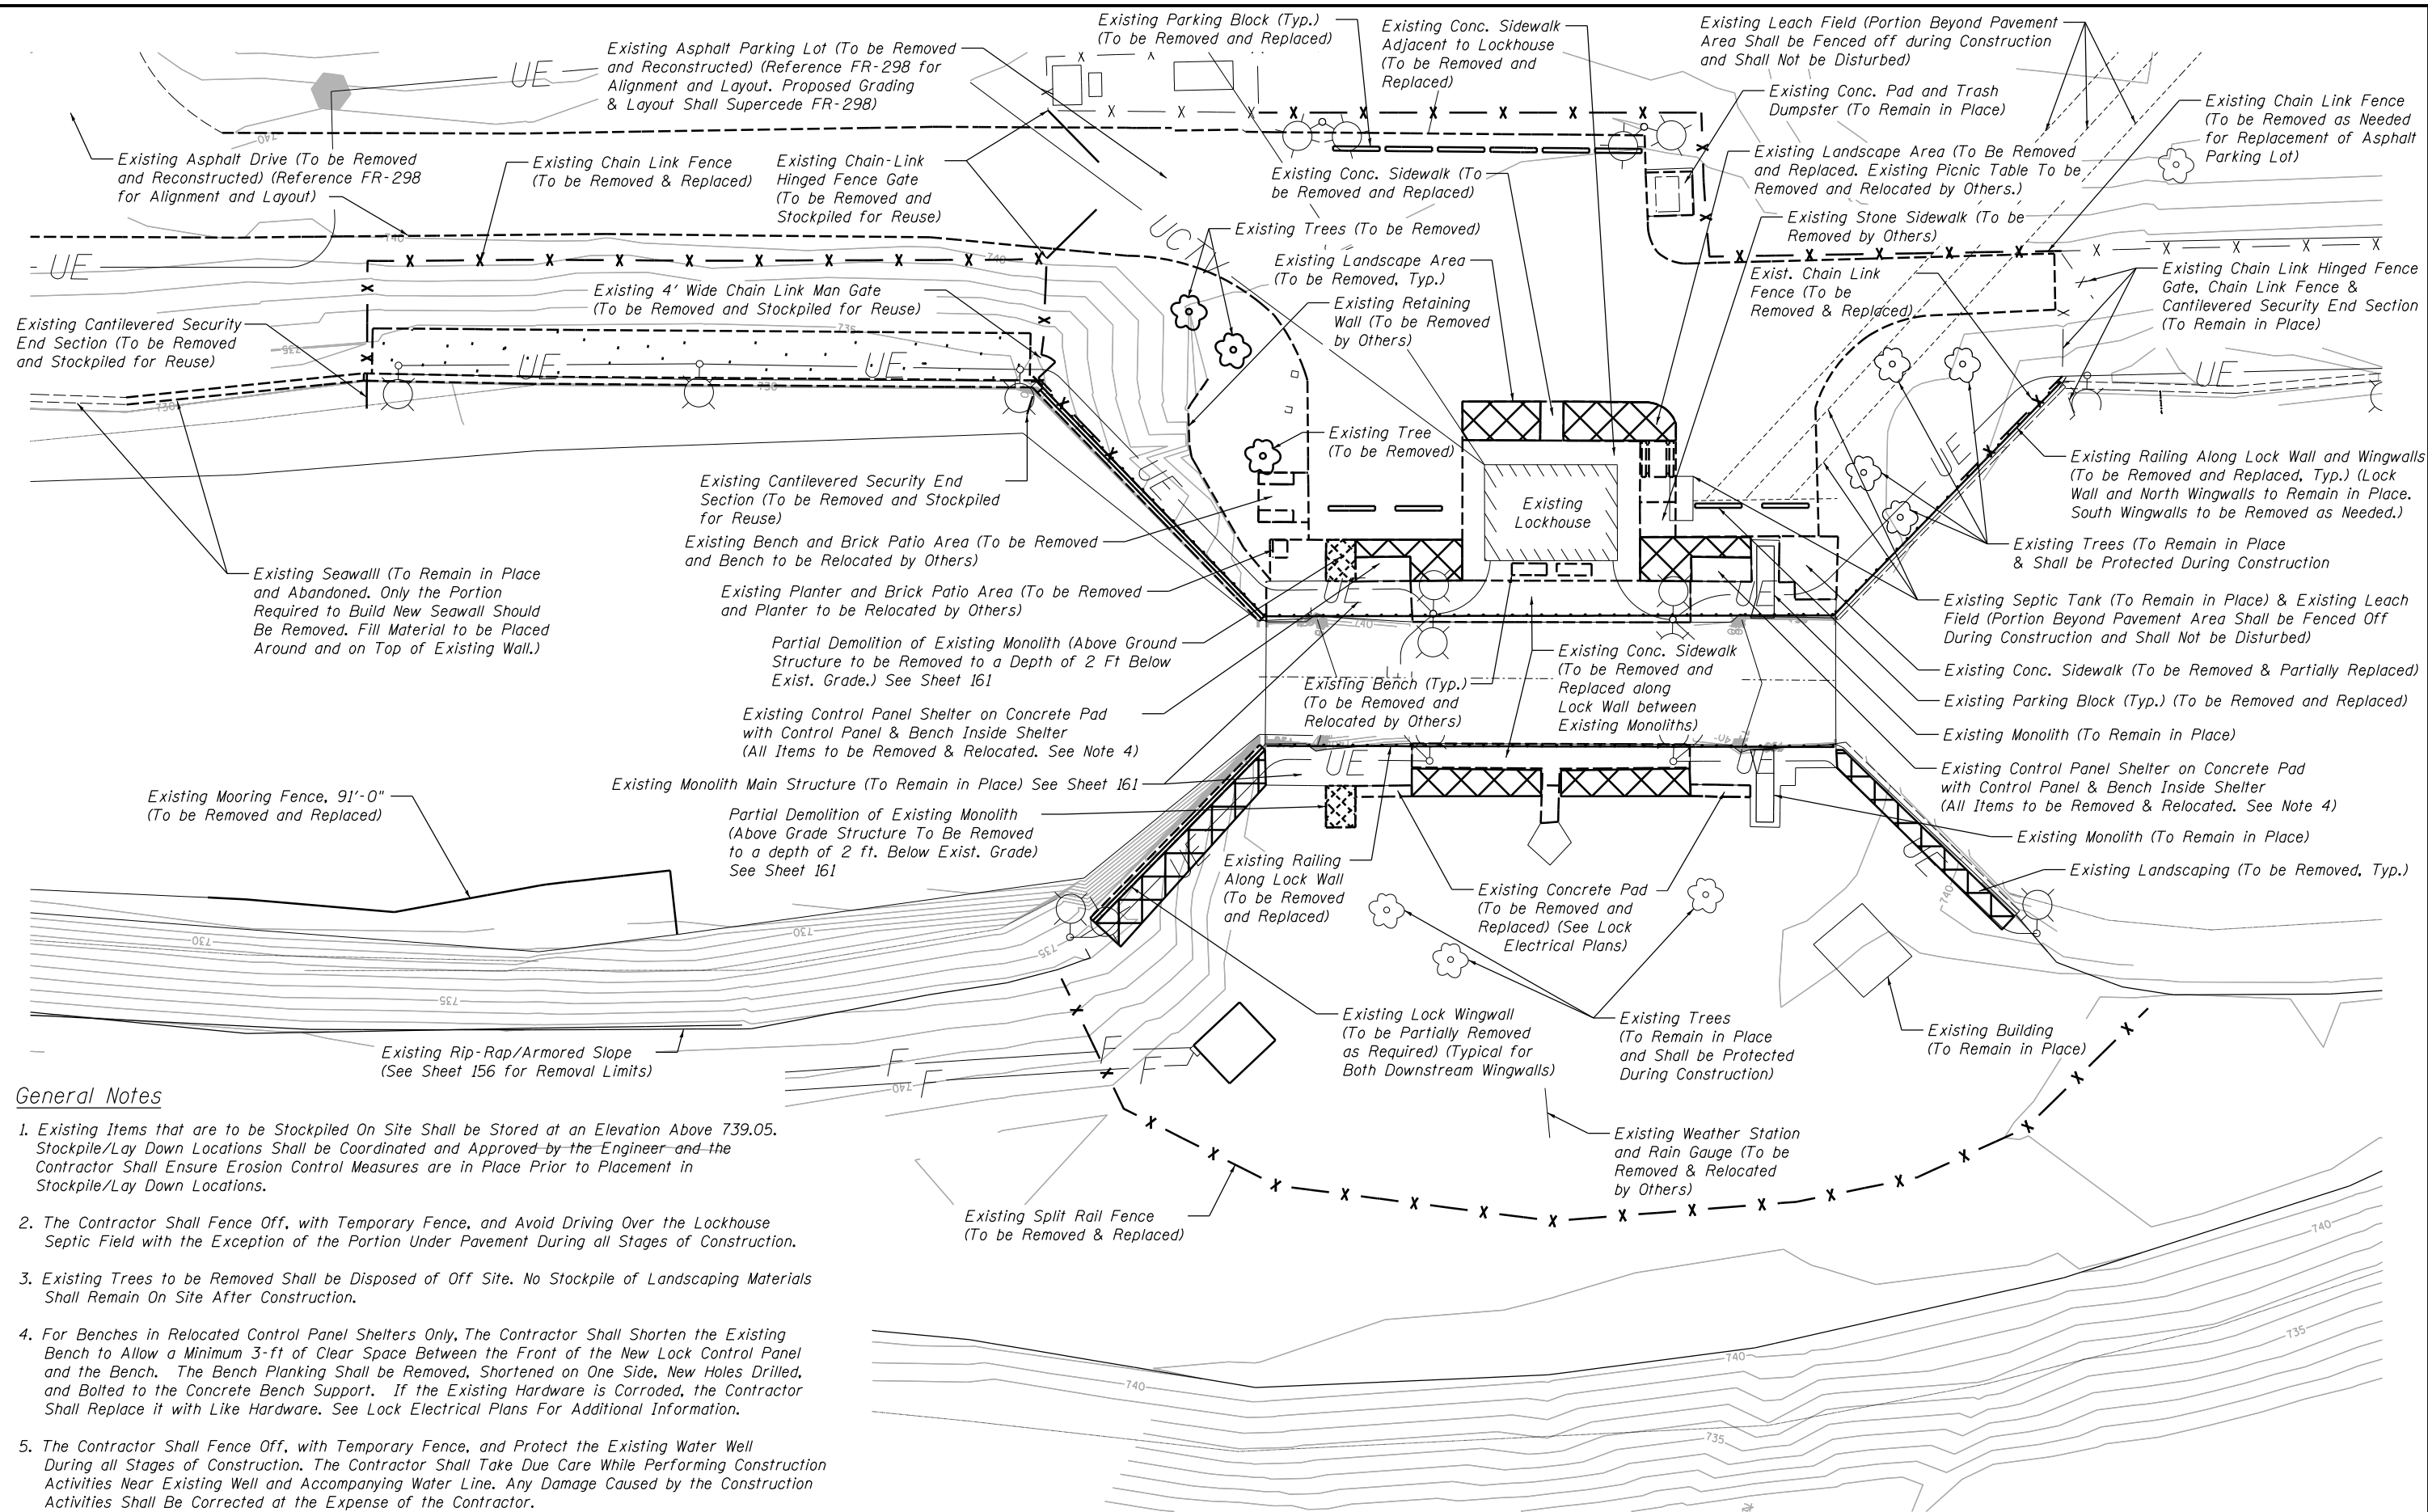 Existing Parking Block (Typ.)
(To be Removed and Replaced)
Existing Conc. Sidewalk
Adjacent to Lockhouse
(To be Removed and
Replaced)
Existing Leach Field (Portion Beyond Pavement
Area Shall be Fenced off during Construction
and Shall Not be Disturbed)
Existing Asphalt Parking Lot (To be Removed
and Reconstructed) (Reference FR-298 for
Alignment and Layout. Proposed Grading
& Layout Shall Supercede FR-298)
UE
Existing Conc. Pad and Trash
Dumpster (To Remain in Place)
Existing Chain Link Fence
(To be Removed as Needed
for Replacement of Asphalt
Parking Lot)
740
Existing Asphalt Drive (To be Removed
and Reconstructed) (Reference FR-298
for Alignment and Layout)
Existing Chain Link Fence
(To be Removed & Replaced)
Existing Chain-Link
Hinged Fence Gate
(To be Removed and
Stockpiled for Reuse)
Existing Conc. Sidewalk (To
be Removed and Replaced)
Existing Landscape Area (To Be Removed
and Replaced. Existing Picnic Table To be
Removed and Relocated by Others.)
Existing Stone Sidewalk (To be
Removed by Others)
UC
Existing Trees (To be Removed)
740
UE
740
Existing Landscape Area
(To be Removed, Typ.)
Exist. Chain Link
Fence (To be
Removed & Replaced)
Existing Chain Link Hinged Fence
Gate, Chain Link Fence &
Cantilevered Security End Section
(To Remain in Place)
Existing 4' Wide Chain Link Man Gate
(To be Removed and Stockpiled for Reuse)
Existing Retaining
Wall (To be Removed
by Others)
Existing Cantilevered Security
End Section (To be Removed
and Stockpiled for Reuse)
735
735
UE
UE
UE
730
730
Existing Tree
(To be Removed)
UE
UE
Existing Railing Along Lock Wall and Wingwalls
(To be Removed and Replaced, Typ.) (Lock
Wall and North Wingwalls to Remain in Place.
South Wingwalls to be Removed as Needed.)
Existing Cantilevered Security End
Section (To be Removed and Stockpiled
for Reuse)
Existing
Lockhouse
Existing Bench and Brick Patio Area (To be Removed
and Bench to be Relocated by Others)
Existing Trees (To Remain in Place
& Shall be Protected During Construction
Existing Seawalll (To Remain in Place
and Abandoned. Only the Portion
Required to Build New Seawall Should
Be Removed. Fill Material to be Placed
Around and on Top of Existing Wall.)
Existing Planter and Brick Patio Area (To be Removed
and Planter to be Relocated by Others)
UE
UE
Existing Septic Tank (To Remain in Place) & Existing Leach
Field (Portion Beyond Pavement Area Shall be Fenced Off
During Construction and Shall Not be Disturbed)
740
Partial Demolition of Existing Monolith (Above Ground
Structure to be Removed to a Depth of 2 Ft Below
Exist. Grade.) See Sheet 161
Existing Conc. Sidewalk
(To be Removed and
Replaced along
Lock Wall between
Existing Monoliths)
Existing Conc. Sidewalk (To be Removed & Partially Replaced)
Existing Bench (Typ.)
(To be Removed and
Relocated by Others)
Existing Parking Block (Typ.) (To be Removed and Replaced)
Existing Control Panel Shelter on Concrete Pad
with Control Panel & Bench Inside Shelter
(All Items to be Removed & Relocated. See Note 4)
Existing Monolith (To Remain in Place)
740
Existing Monolith Main Structure (To Remain in Place) See Sheet 161
UE
UE
Existing Control Panel Shelter on Concrete Pad
with Control Panel & Bench Inside Shelter
(All Items to be Removed & Relocated. See Note 4)
Existing Mooring Fence, 91'-0"
(To be Removed and Replaced)
Partial Demolition of Existing Monolith
(Above Grade Structure To Be Removed
to a depth of 2 ft. Below Exist. Grade)
See Sheet 161
Existing Monolith (To Remain in Place)
Existing Railing
Along Lock Wall
(To be Removed
and Replaced)
Existing Landscaping (To be Removed, Typ.)
Existing Concrete Pad
(To be Removed and
Replaced) (See Lock
Electrical Plans)
740
730
730
735
735
Existing Lock Wingwall
(To be Partially Removed
as Required) (Typical for
Both Downstream Wingwalls)
Existing Trees
(To Remain in Place
and Shall be Protected
During Construction)
Existing Building
(To Remain in Place)
Existing Rip-Rap/Armored Slope
(See Sheet 156 for Removal Limits)
F
F
F
F
740
General Notes
1. Existing Items that are to be Stockpiled On Site Shall be Stored at an Elevation Above 739.05.
Stockpile/Lay Down Locations Shall be Coordinated and Approved by the Engineer and the
Contractor Shall Ensure Erosion Control Measures are in Place Prior to Placement in
Stockpile/Lay Down Locations.
Existing Weather Station
and Rain Gauge (To be
Removed & Relocated
by Others)
Existing Split Rail Fence
(To be Removed & Replaced)
2. The Contractor Shall Fence Off, with Temporary Fence, and Avoid Driving Over the Lockhouse
Septic Field with the Exception of the Portion Under Pavement During all Stages of Construction.
740
3. Existing Trees to be Removed Shall be Disposed of Off Site. No Stockpile of Landscaping Materials
Shall Remain On Site After Construction.
4. For Benches in Relocated Control Panel Shelters Only, The Contractor Shall Shorten the Existing
Bench to Allow a Minimum 3-ft of Clear Space Between the Front of the New Lock Control Panel
and the Bench. The Bench Planking Shall be Removed, Shortened on One Side, New Holes Drilled,
and Bolted to the Concrete Bench Support. If the Existing Hardware is Corroded, the Contractor
Shall Replace it with Like Hardware. See Lock Electrical Plans For Additional Information.
735
740
740
5. The Contractor Shall Fence Off, with Temporary Fence, and Protect the Existing Water Well
During all Stages of Construction. The Contractor Shall Take Due Care While Performing Construction
Activities Near Existing Well and Accompanying Water Line. Any Damage Caused by the Construction
Activities Shall Be Corrected at the Expense of the Contractor.
735